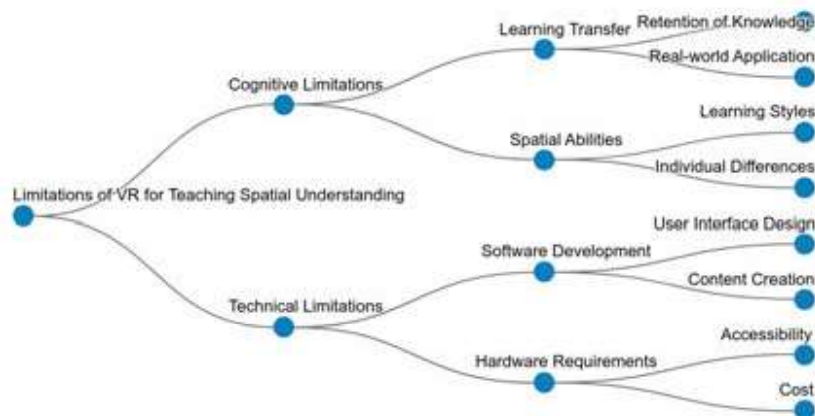 Retention of Knowledge
Learning Transfer
Real-world Application
Cognitive Limitations
Learning Styles
Spatial Abilities
Individual Differences
Limitations of VR for Teaching Spatial Understanding
User Interface Design
Software Development
Content Creation
Technical Limitations
Accessibility
Hardware Requirements
Cost